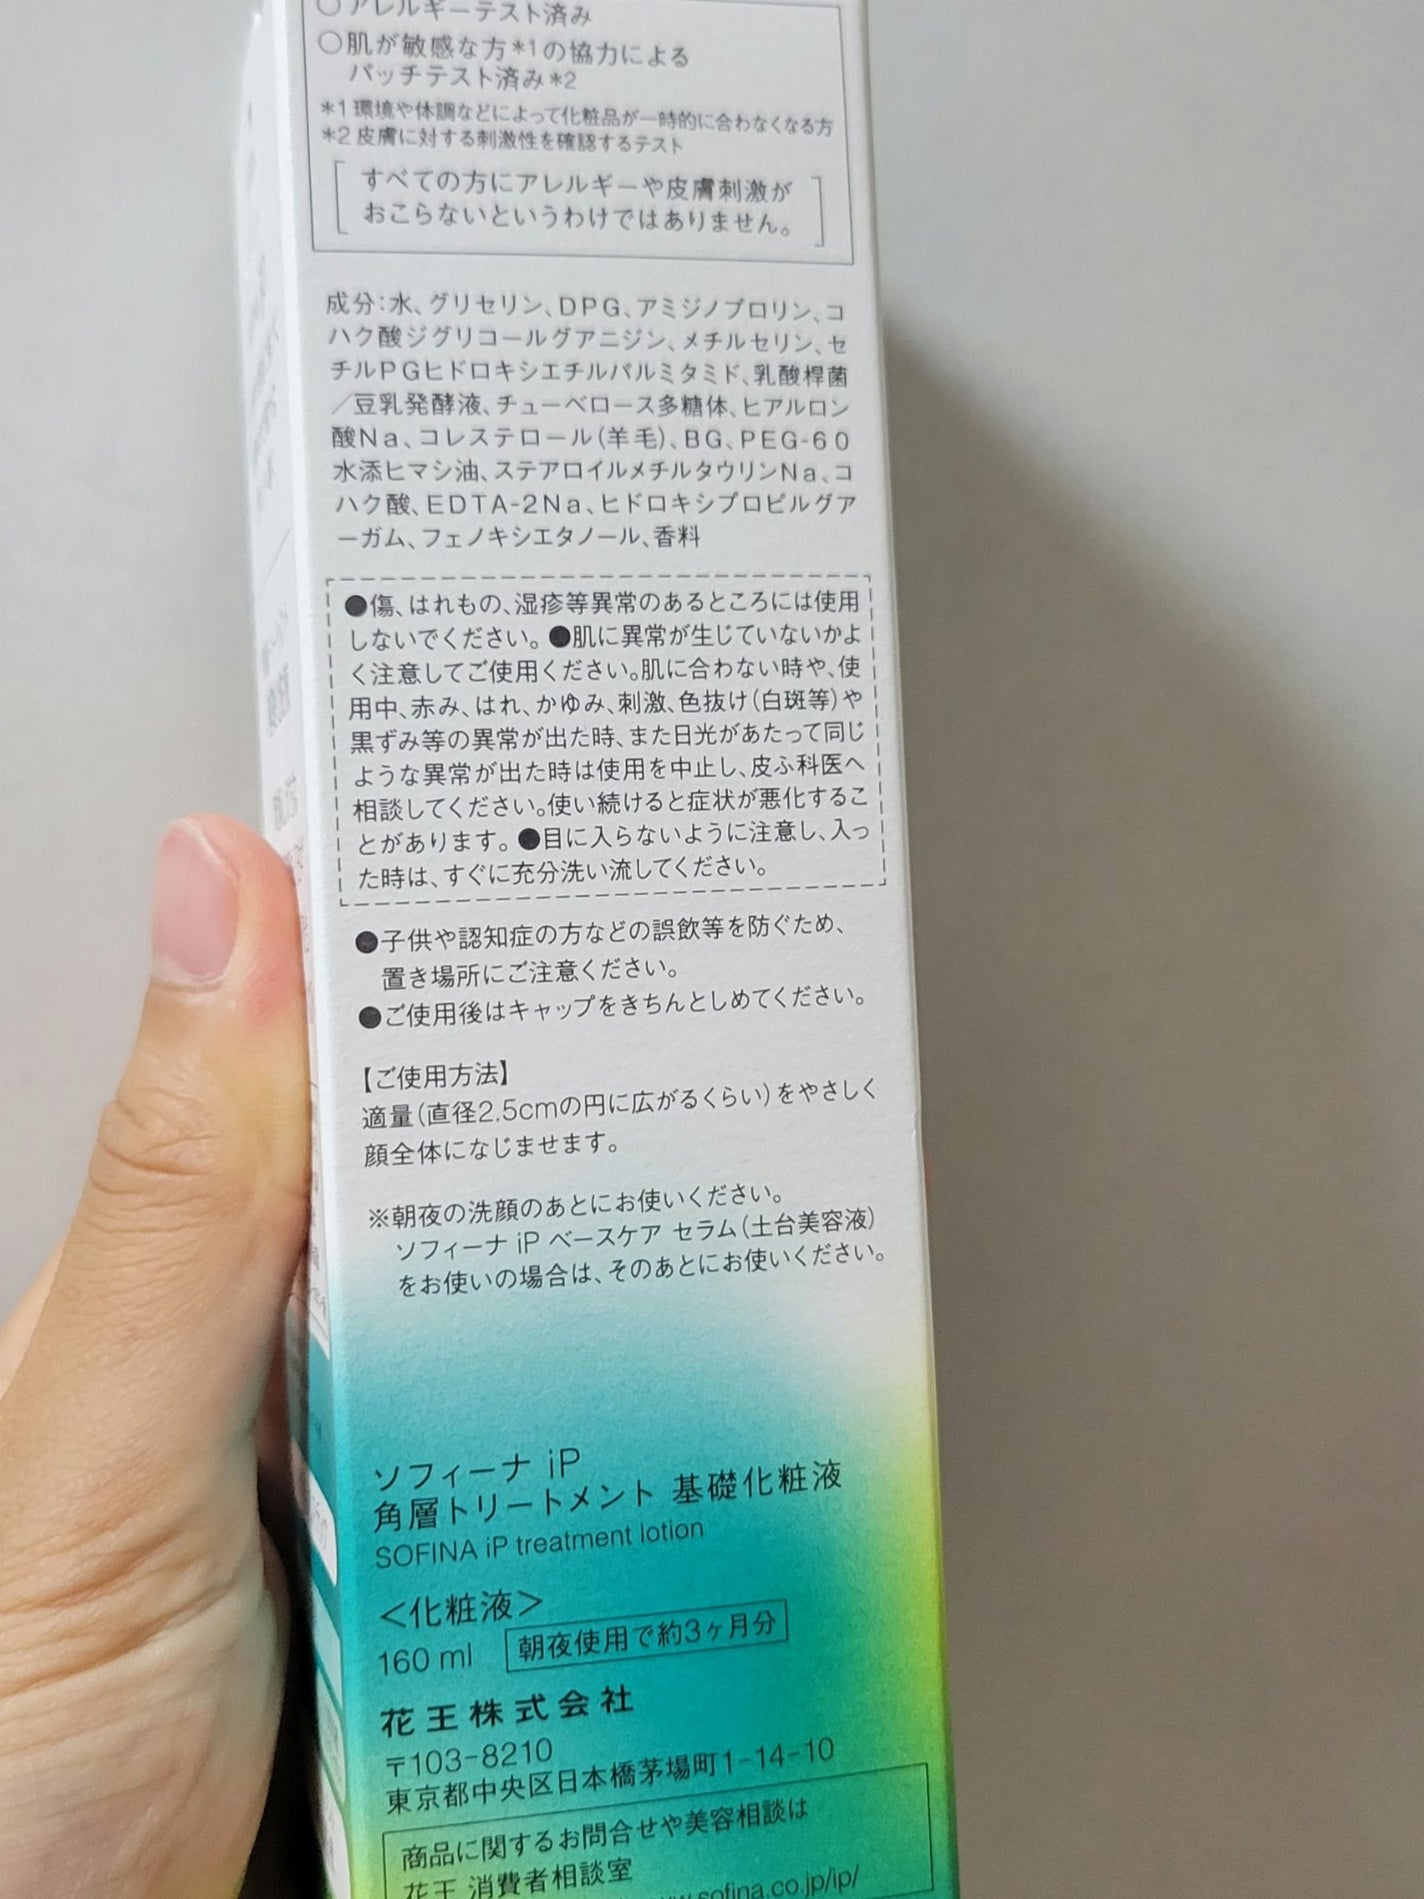 ○アレルギーテスト済み
○肌が敏感な方*1の協力による
パッチテスト済み*2
*1 環境や体調などによって化粧品が一時的に合わなくなる方
*2 皮膚に対する刺激性を確認するテスト
すべての方にアレルギーや皮膚刺激が
おこらないというわけではありません。
成分:水、グリセリン、DPG、アミジノプロリン、コ
ハク酸ジグリコールグアニジン、メチルセリン、セ
チルPGヒドロキシエチルパルミタミド、乳酸桿菌
/豆乳発酵液、チューベロース多糖体、ヒアルロン
酸Na、コレステロール(羊毛)、BG、PEG-60
水添ヒマシ油、ステアロイルメチルタウリンNa、コ
ハク酸、EDTA-2Na、ヒドロキシプロピルグア
ーガム、フェノキシエタノール、香料
●傷、はれもの、湿疹等異常のあるところには使用
しないでください。●肌に異常が生じていないかよ
く注意してご使用ください。肌に合わない時や、使
用中、赤み、はれ、かゆみ、刺激、色抜け(白斑等)や
黒ずみ等の異常が出た時、また日光があたって同じ
ような異常が出た時は使用を中止し、皮ふ科医へ
相談してください。使い続けると症状が悪化するこ
とがあります。●目に入らないように注意し、入っ
た時は、すぐに充分洗い流してください。
●子供や認知症の方などの誤飲等を防ぐため、
置き場所にご注意ください。
●ご使用後はキャップをきちんとしめてください。
【ご使用方法】
適量(直径2.5cmの円に広がるくらい)をやさしく
顔全体になじませます。
※朝夜の洗顔のあとにお使いください。
ソフィーナ iP ベースケア セラム(土台美容液)
をお使いの場合は、そのあとにお使いください。
ソフィーナ iP
角層トリートメント 基礎化粧液
SOFINA iP treatment lotion
<化粧液>
160 ml 朝夜使用で約3ヶ月分
花王株式会社
〒103-8210
東京都中央区日本橋茅場町1-14-10
商品に関するお問合せや美容相談は
花王 消費者相談室
www.sofina.co.jp/ip/